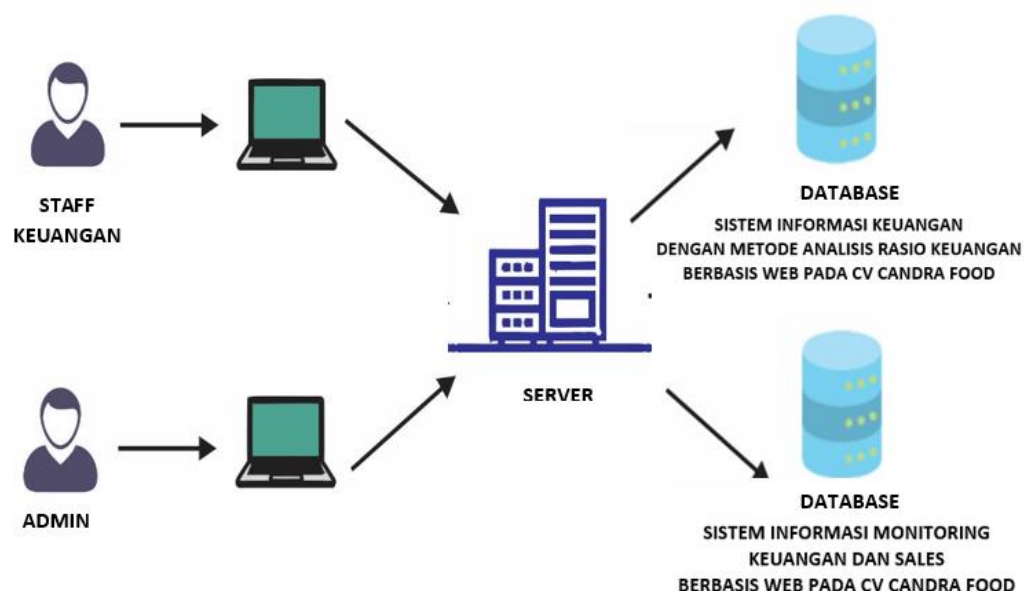 STAFF
KEUANGAN
DATABASE
SISTEM INFORMASI KEUANGAN
DENGAN METODE ANALISIS RASIO KEUANGAN
BERBASIS WEB PADA CV CANDRA FOOD
SERVER
ADMIN
DATABASE
SISTEM INFORMASI MONITORING
KEUANGAN DAN SALES
BERBASIS WEB PADA CV CANDRA FOOD